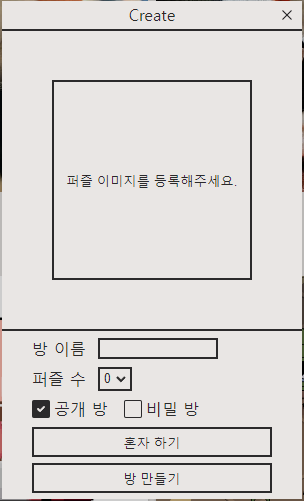 Create ×
퍼즐 이미지를 등록해주세요.
방 이름
퍼즐 수 0
공개 방 비밀 방
혼자 하기
방 만들기